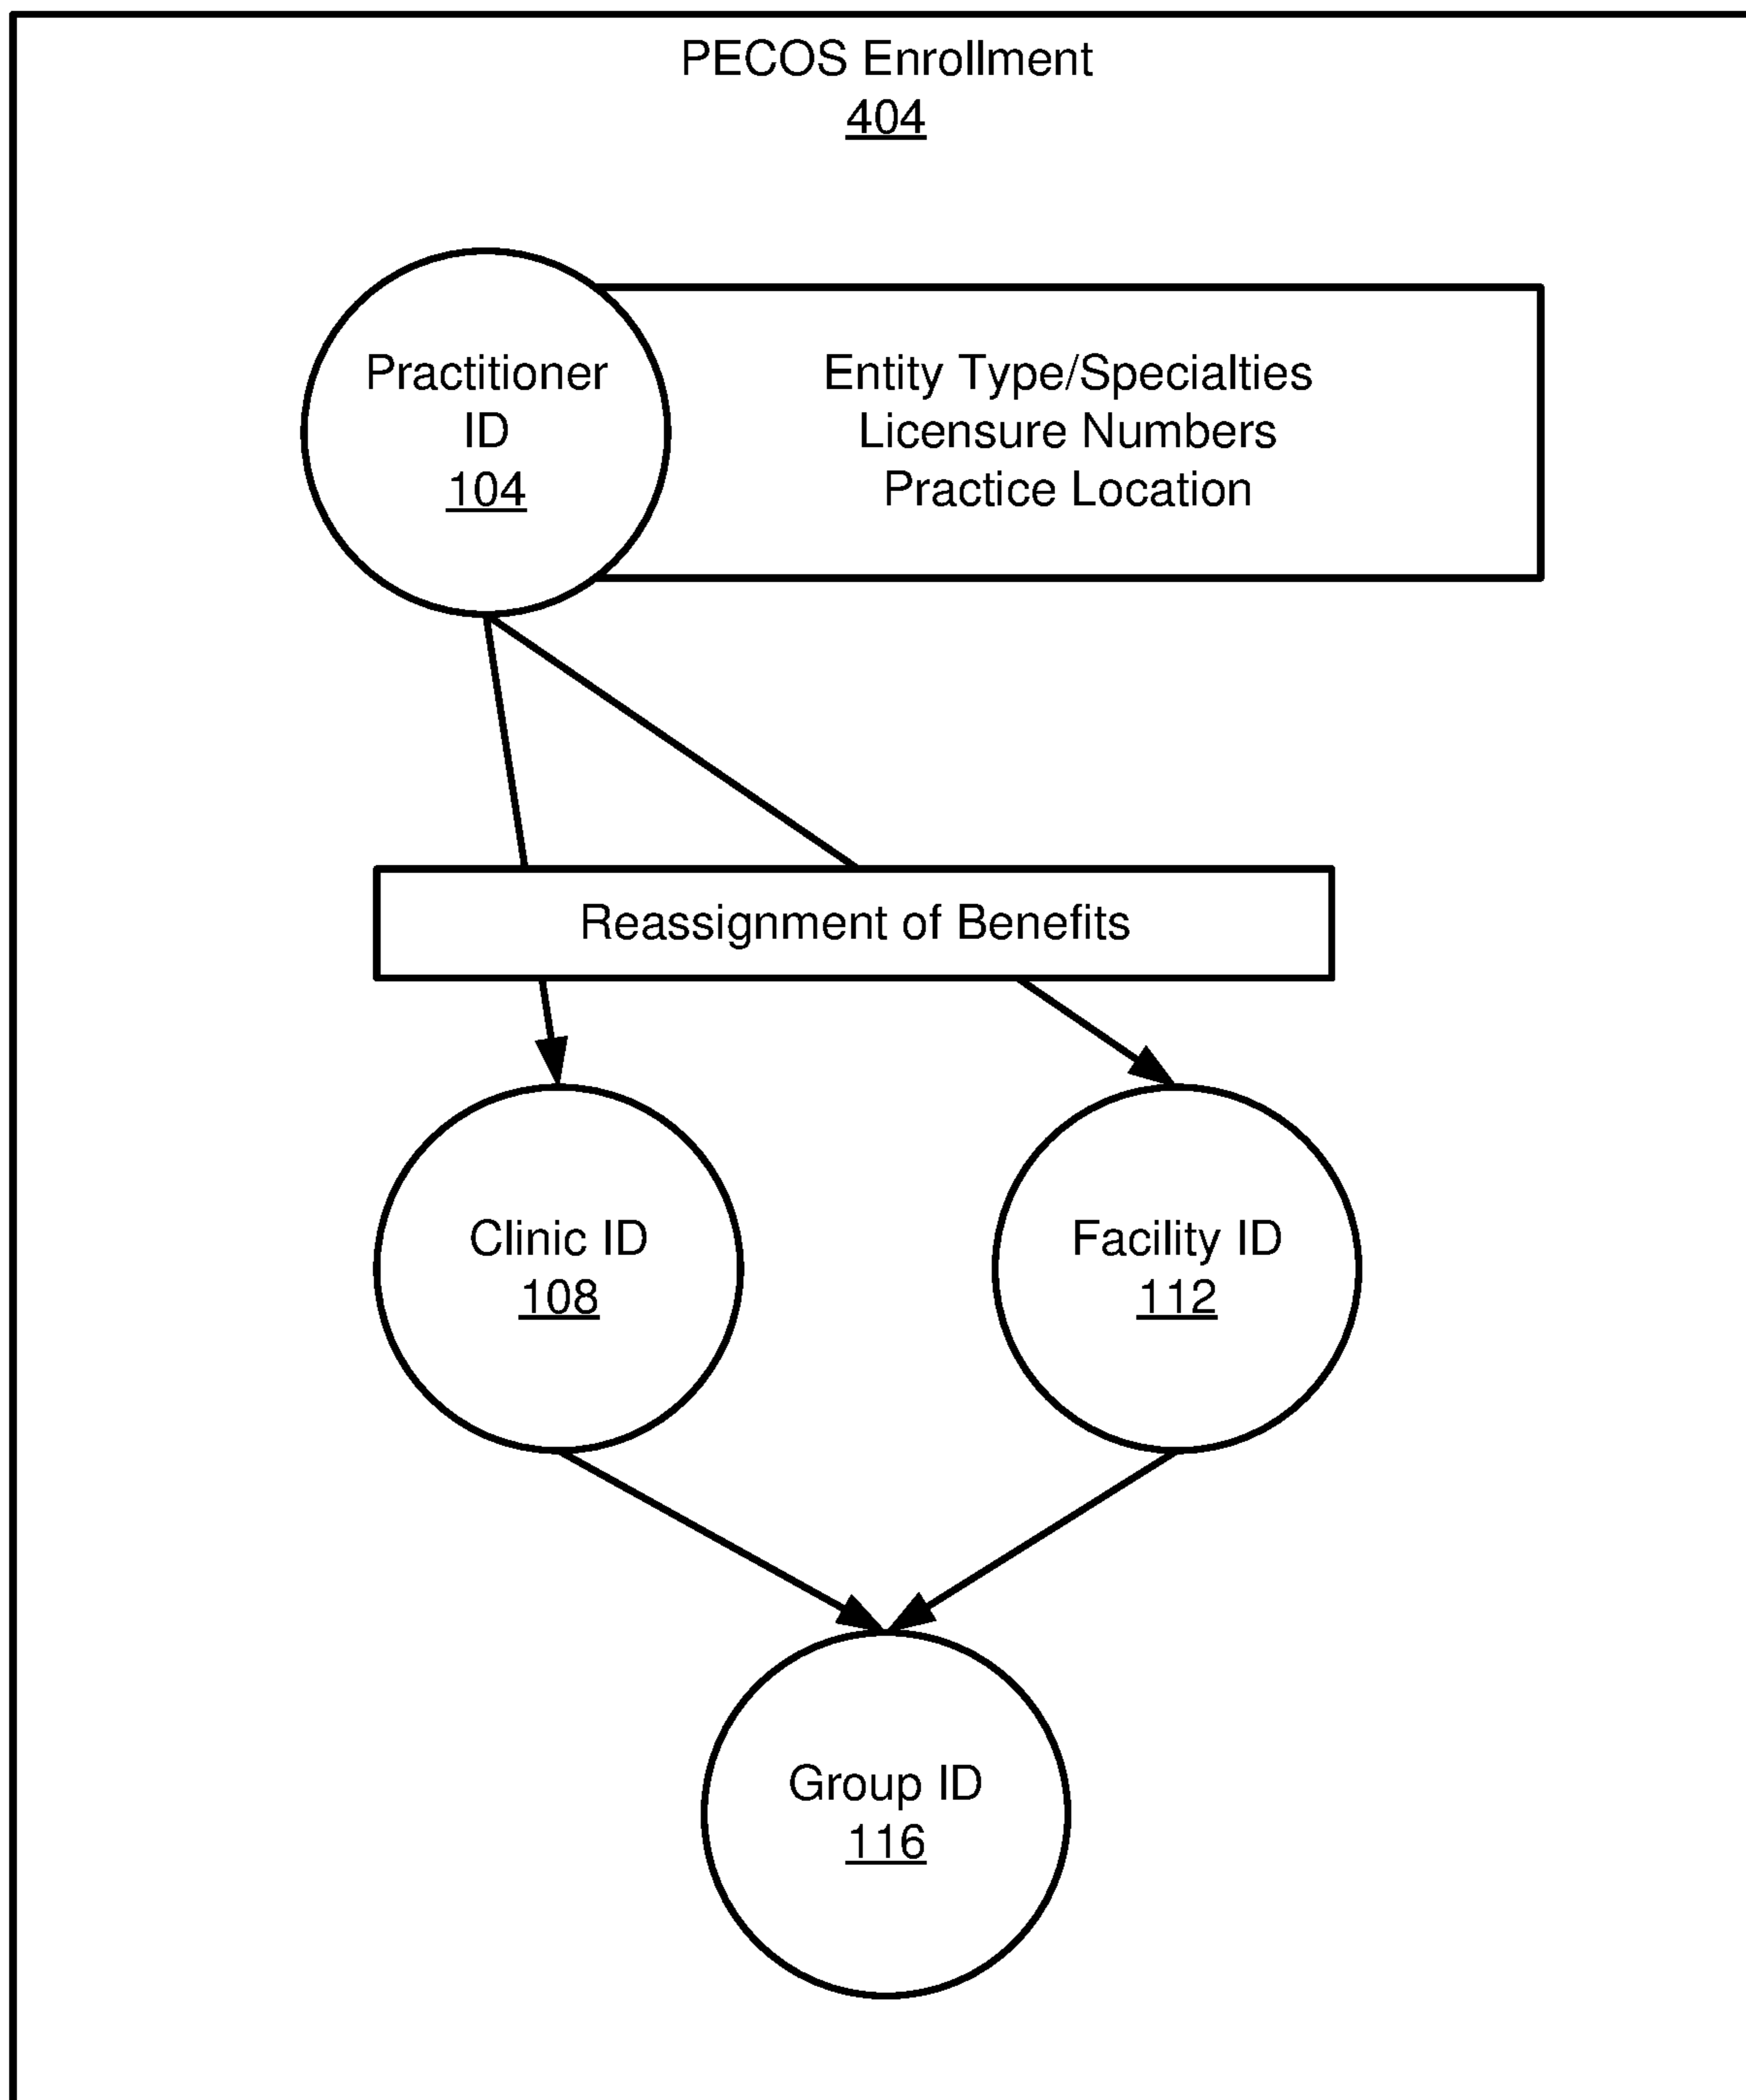 PECOS Enrollment
404
Practitioner
ID
104
Entity Type/Specialties
Licensure Numbers
Practice Location
Reassignment of Benefits
Clinic ID
108
Facility ID
112
Group ID
116